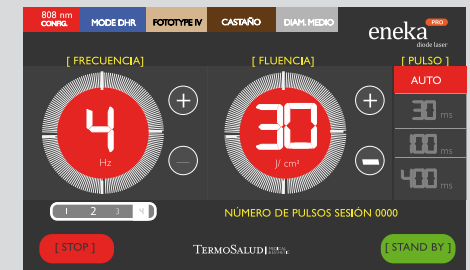 808 nm
CONFIG.
MODE DHR
FOTOTYPE IV
CASTAÑO
DIAM. MEDIO
eneka PRO
diode laser
[ FRECUENCIA]
[ FLUENCIA]
[ PULSO ]
AUTO
4
Hz
+
30
J/ cm²
+
30 ms
100 ms
400 ms
1 2 3 4
NÚMERO DE PULSOS SESIÓN 0000
[ STOP ]
TERMOSALUD
[ STAND BY ]